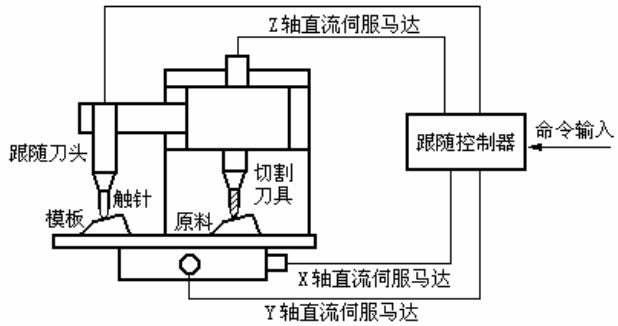 Z轴直流伺服马达
命令输入
跟随控制器
跟随刀头
触针
切割
刀具
模板
原料
X轴直流伺服马达
Y轴直流伺服马达